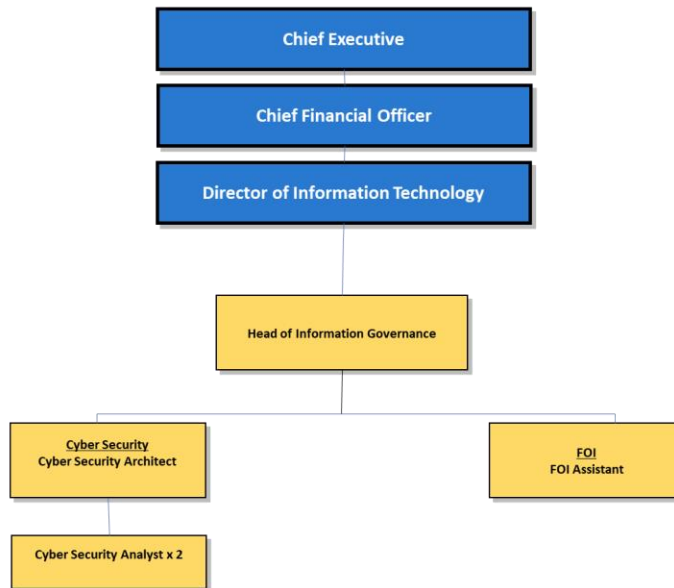 Chief Executive
Chief Financial Officer
Director of Information Technology
Head of Information Governance
Cyber Security
Cyber Security Architect
FOI
FOI Assistant
Cyber Security Analyst x 2